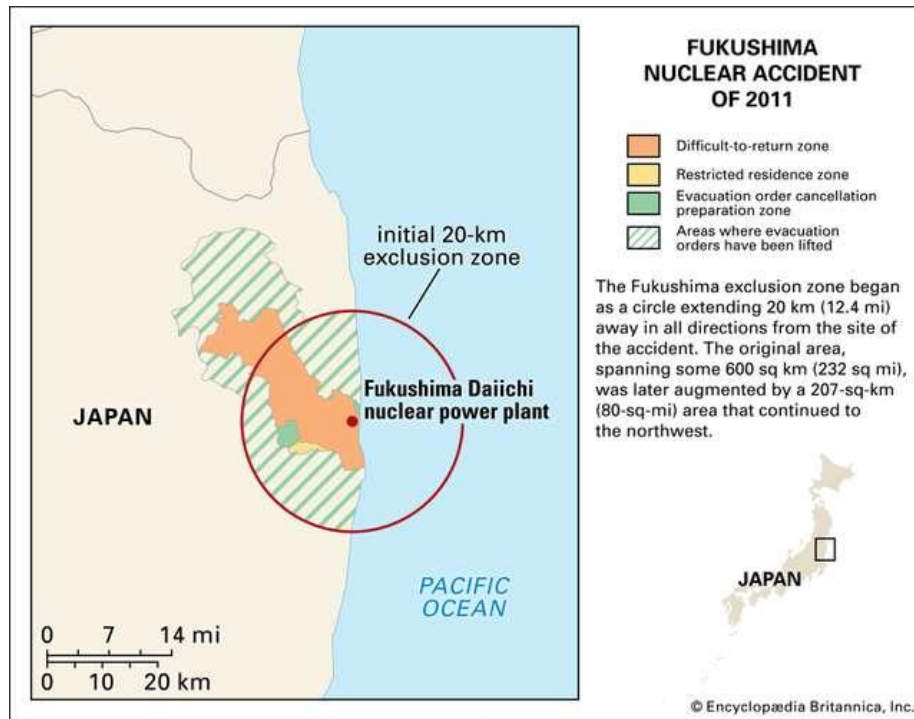 FUKUSHIMA
NUCLEAR ACCIDENT
OF 2011
Difficult-to-return zone
Restricted residence zone
Evacuation order cancellation
preparation zone
Areas where evacuation
orders have been lifted
The Fukushima exclusion zone began
as a circle extending 20 km (12.4 mi)
away in all directions from the site of
the accident. The original area,
spanning some 600 sq km (232 sq mi),
was later augmented by a 207-sq-km
(80-sq-mi) area that continued to
the northwest.
initial 20-km
exclusion zone
Fukushima Daiichi
nuclear power plant
JAPAN
PACIFIC
OCEAN
0 7 14 mi
0 10 20 km
JAPAN
© Encyclopædia Britannica, Inc.